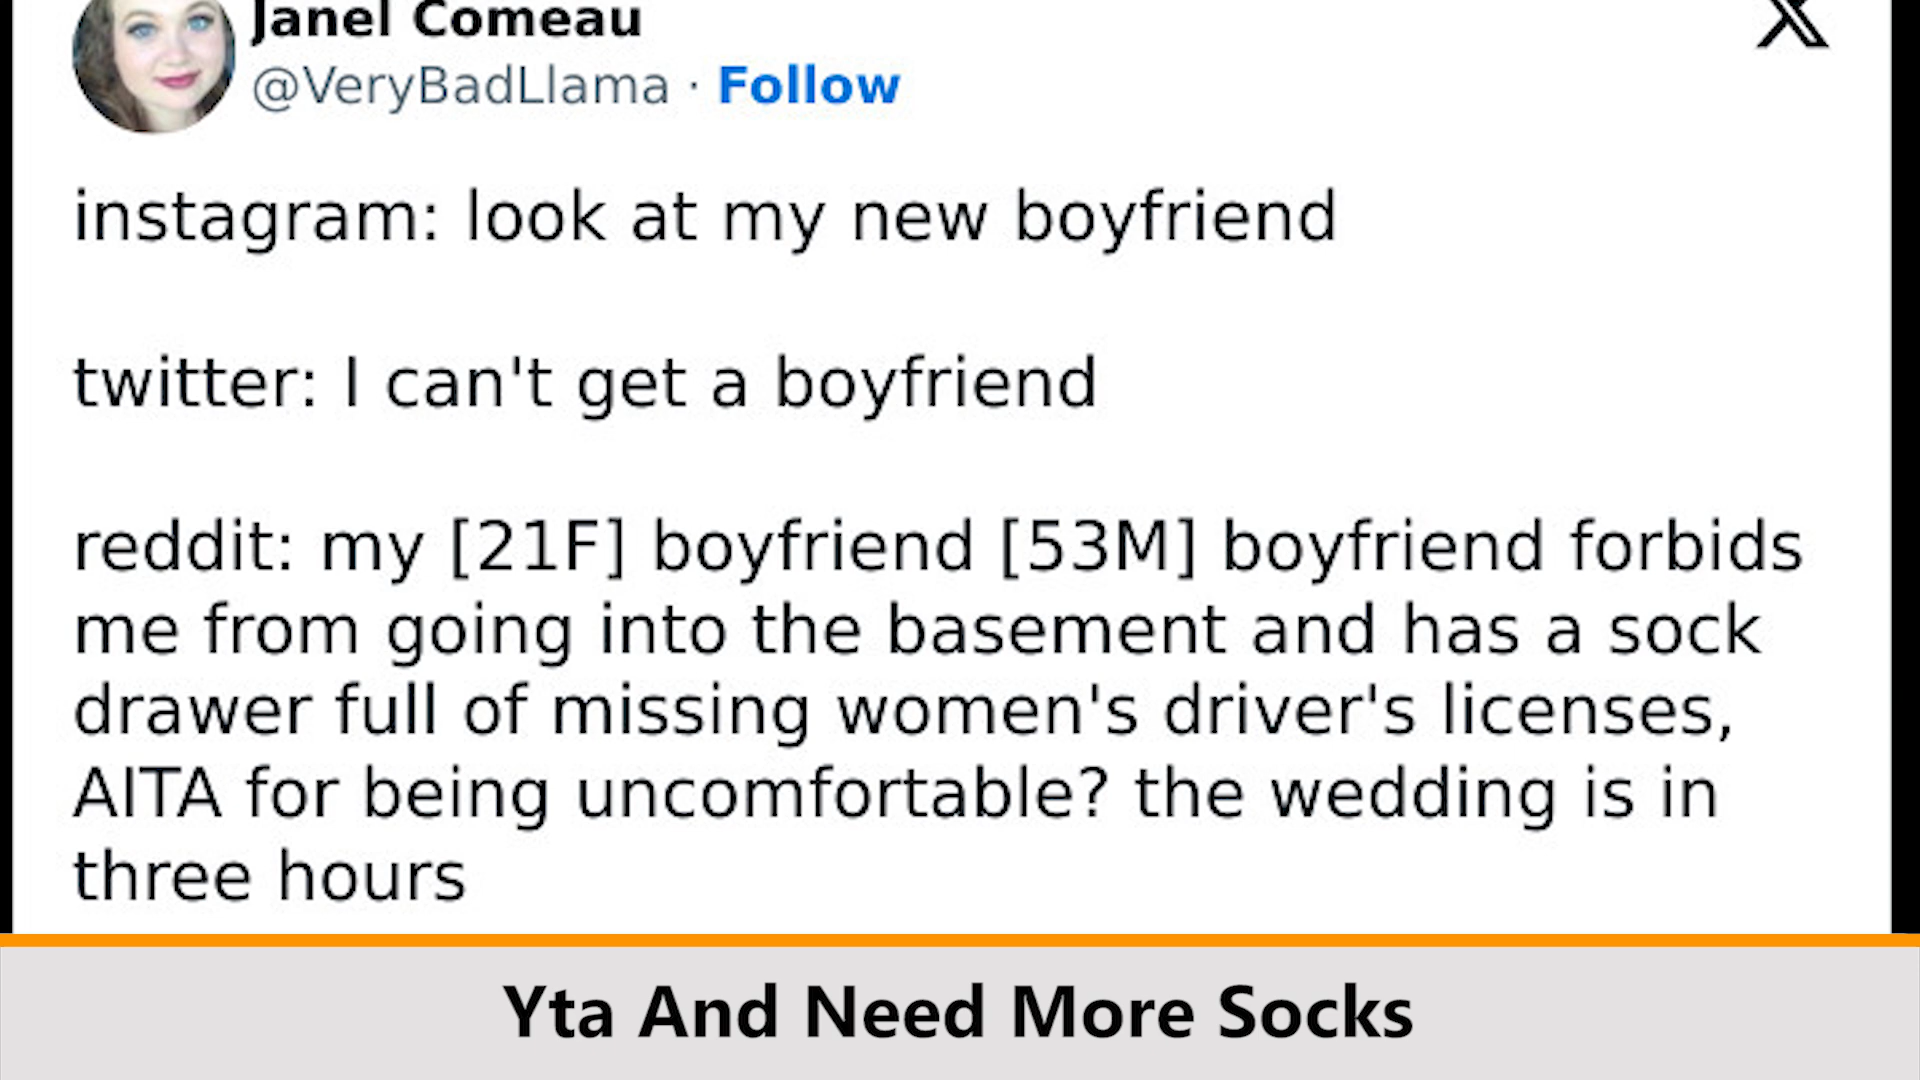 Janel Comeau
@VeryBadLlama · Follow
instagram: look at my new boyfriend
twitter: I can't get a boyfriend
reddit: my [21F] boyfriend [53M] boyfriend forbids
me from going into the basement and has a sock
drawer full of missing women's driver's licenses,
AITA for being uncomfortable? the wedding is in
three hours
Yta And Need More Socks